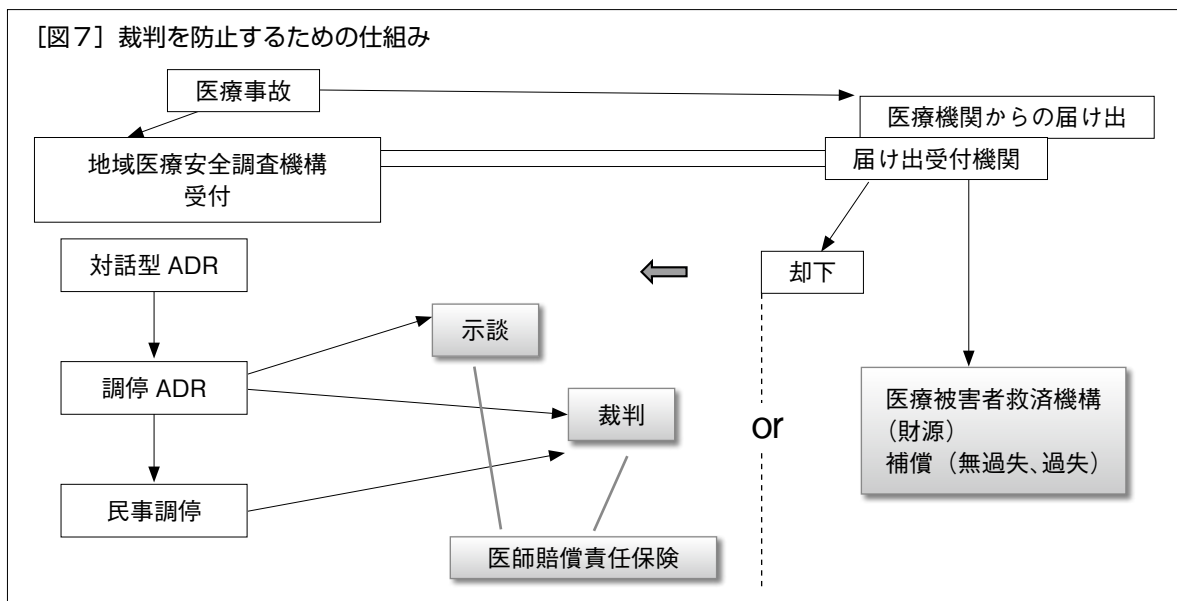 ［図７］裁判を防止するための仕組み
医療事故
医療機関からの届け出
地域医療安全調査機構
受付
届け出受付機関
対話型 ADR
却下
示談
調停 ADR
裁判
or
医療被害者救済機構
（財源）
補償（無過失、過失）
民事調停
医師賠償責任保険